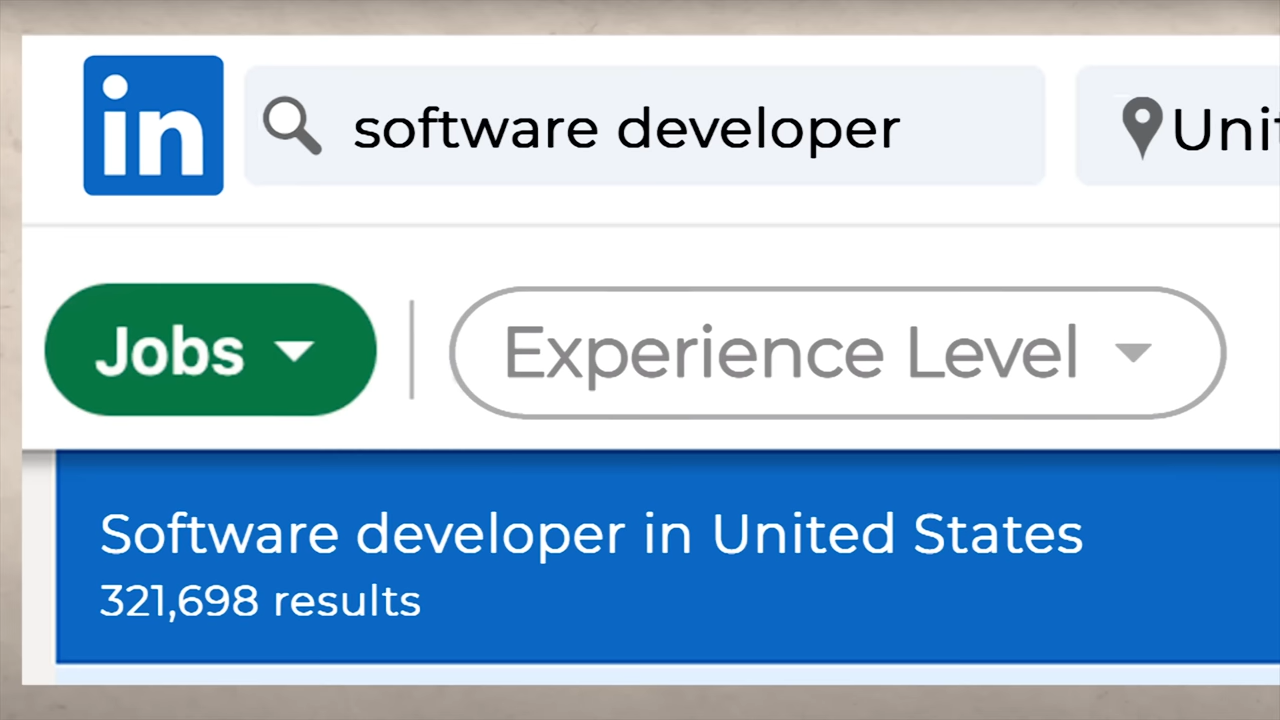 in
software developer
Unit
Jobs
Experience Level
Software developer in United States
321,698 results